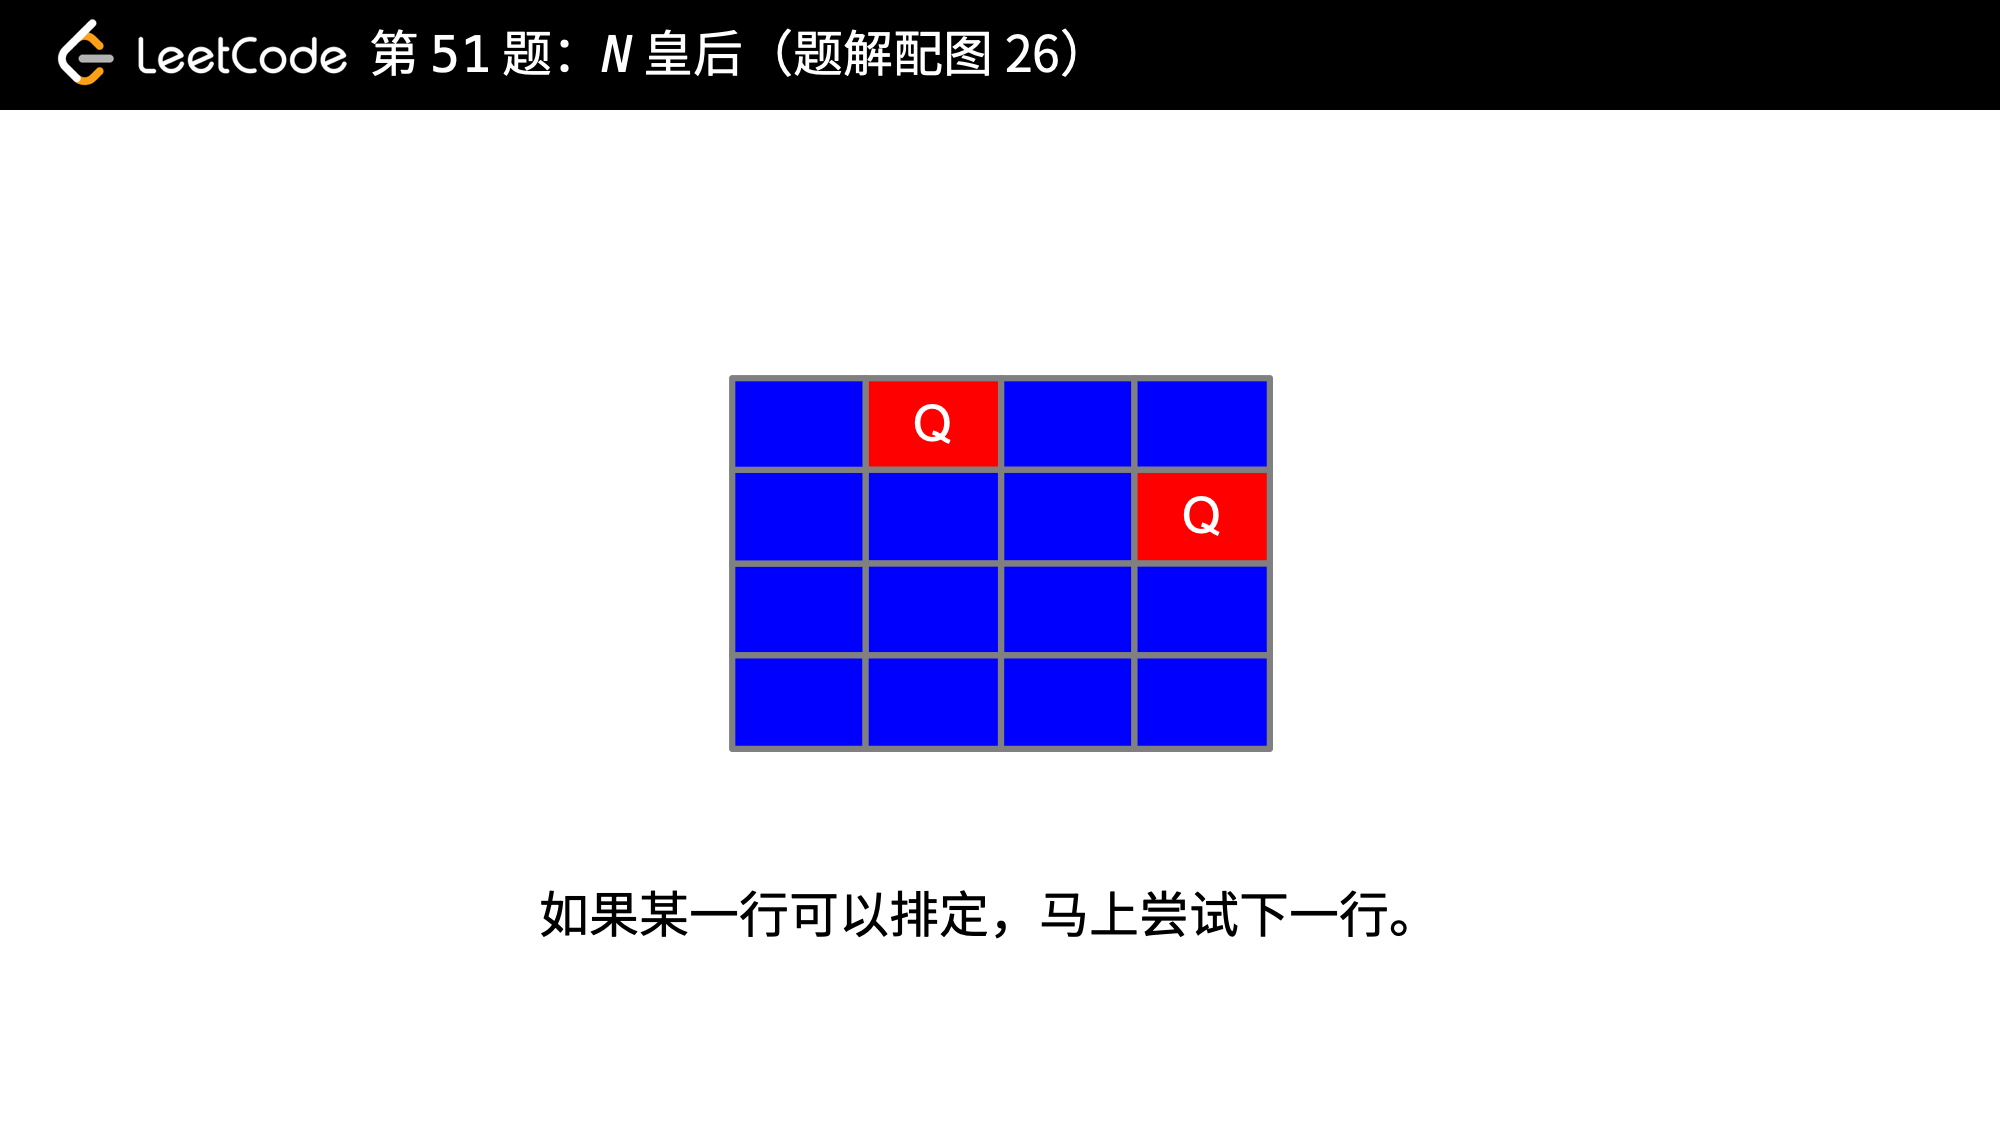 LeetCode 第 51 题：N 皇后（题解配图 26）
Q
Q
如果某一行可以排定，马上尝试下一行。